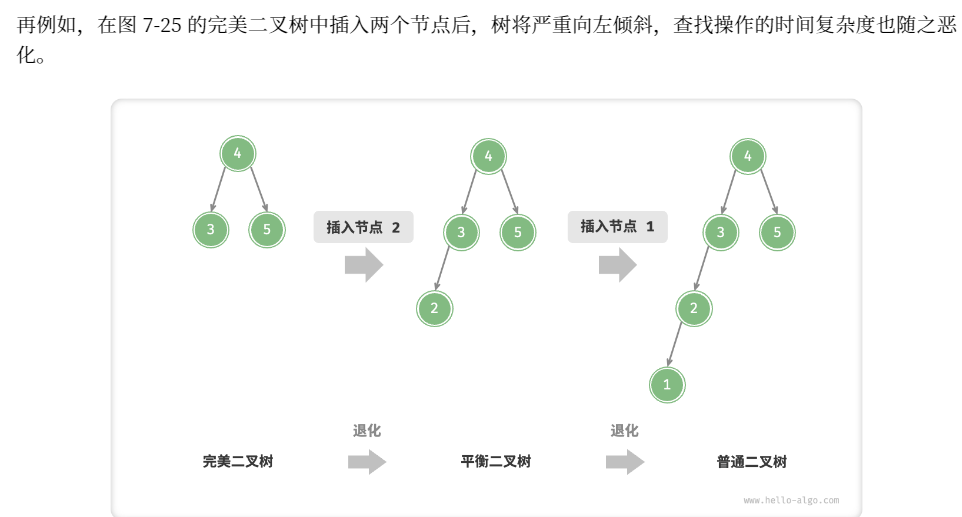 再例如，在图 7-25 的完美二叉树中插入两个节点后，树将严重向左倾斜，查找操作的时间复杂度也随之恶
化。
4
4
4
3
5
插入节点 2
3
5
插入节点 1
3
5
2
2
1
退化
退化
完美二叉树
平衡二叉树
普通二叉树
www.hello-algo.com